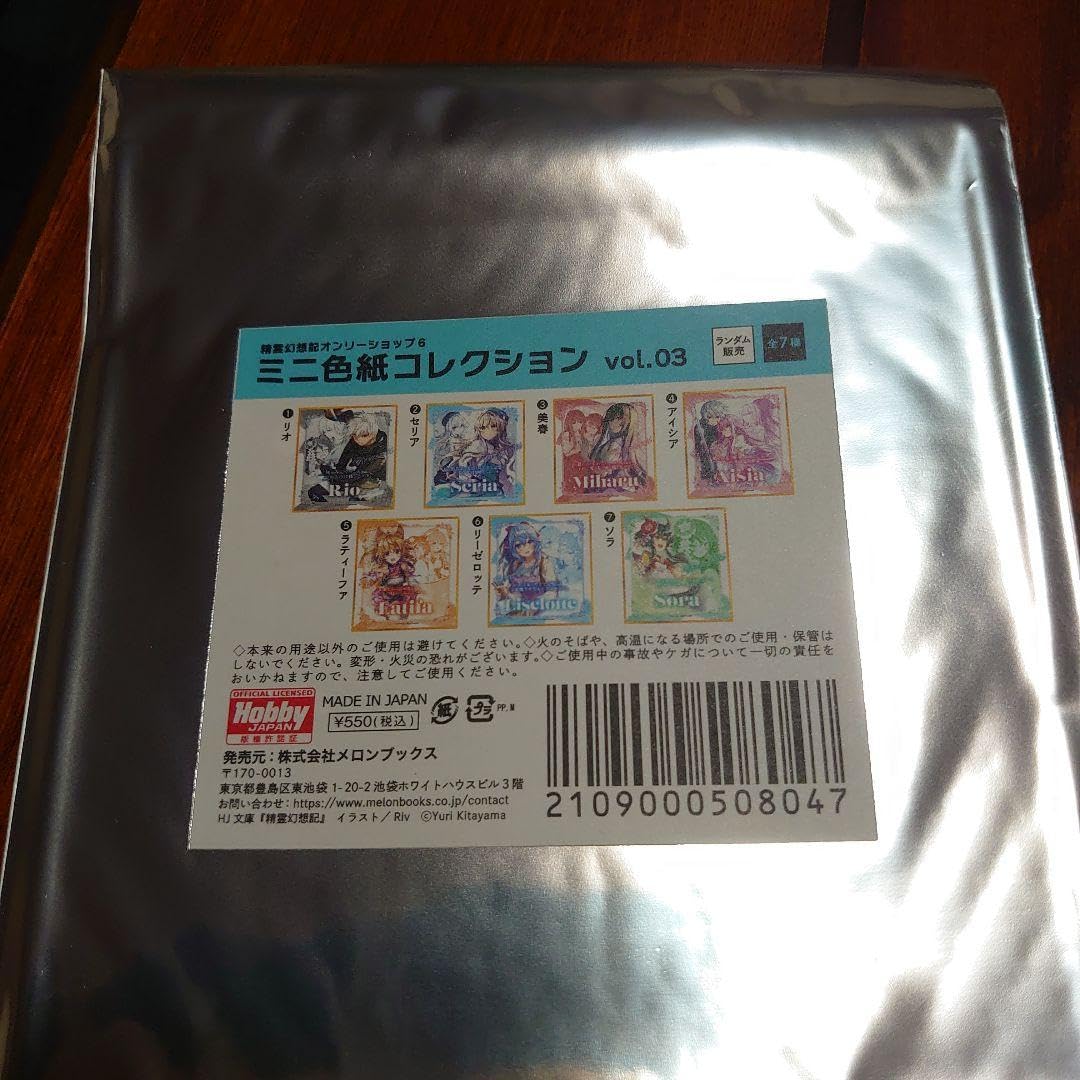 精霊幻想記オンリーショップ6
ミニ色紙コレクション vol.03
ランダム
販売
全7種
❶リオ
Rio
❷セリア
Seria
❸美春
Miharu
❹アイシア
Aisia
❺ラティーファ
Latifa
❻リーゼロッテ
Liselotte
❼ソラ
Sora
◇本来の用途以外のご使用は避けてください。◇火のそばや、高温になる場所でのご使用・保管は
しないでください。変形・火災の恐れがございます。◇ご使用中の事故やケガについて一切の責任を
おいかねますので、注意してご使用ください。
OFFICIAL LICENSED
Hobby
JAPAN
版権許諾証
MADE IN JAPAN
¥550(税込)
紙
プラ
PP, M
発売元：株式会社メロンブックス
〒170-0013
東京都豊島区東池袋1-20-2池袋ホワイトハウスビル3階
お問い合わせ：https://www.melonbooks.co.jp/contact
HJ文庫『精霊幻想記』 イラスト／Riv ©Yuri Kitayama
2109000508047